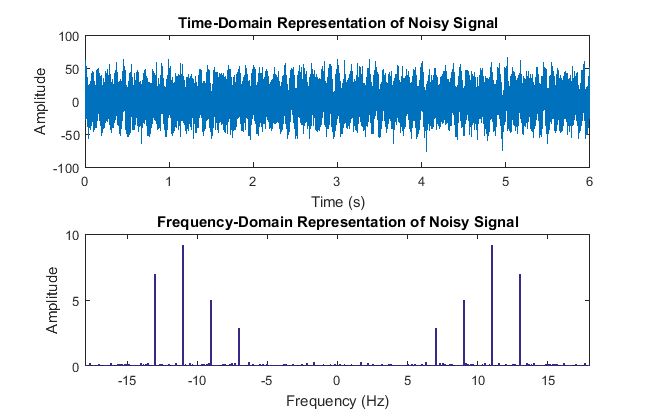 Time-Domain Representation of Noisy Signal
100
50
0
-50
-100
Amplitude
0 1 2 3 4 5 6
Time (s)
Frequency-Domain Representation of Noisy Signal
10
5
0
Amplitude
-15 -10 -5 0 5 10 15
Frequency (Hz)